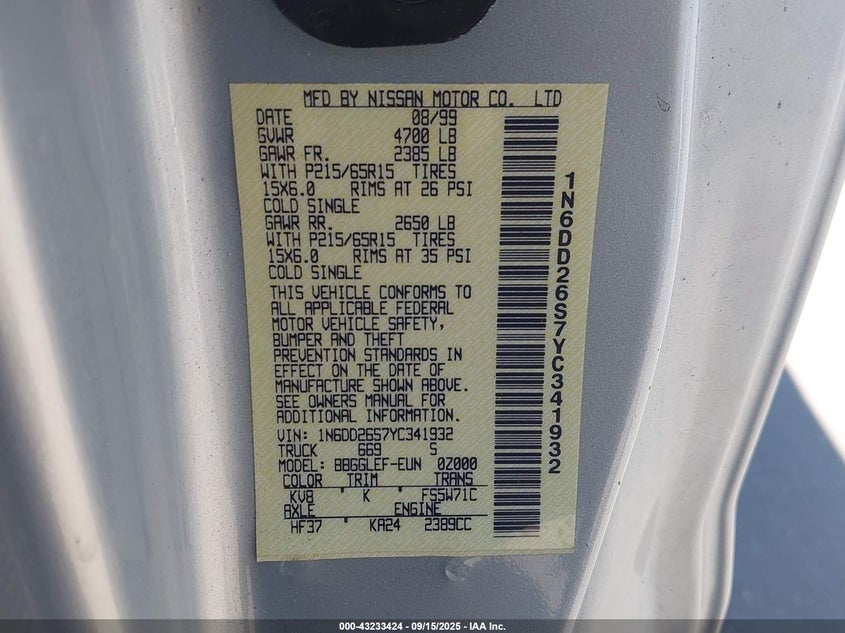 MFD BY NISSAN MOTOR CO. LTD
DATE 08/99
GVWR 4700 LB
GAWR FR. 2385 LB
WITH P215/65R15 TIRES
15X6.0 RIMS AT 26 PSI
COLD SINGLE
GAWR RR. 2650 LB
WITH P215/65R15 TIRES
15X6.0 RIMS AT 35 PSI
COLD SINGLE
THIS VEHICLE CONFORMS TO
ALL APPLICABLE FEDERAL
MOTOR VEHICLE SAFETY,
BUMPER AND THEFT
PREVENTION STANDARDS IN
EFFECT ON THE DATE OF
MANUFACTURE SHOWN ABOVE.
SEE OWNERS MANUAL FOR
ADDITIONAL INFORMATION.
VIN: 1N6DD26S7YC341932
TRUCK 669 S
MODEL: BBGGLEF-EUN 0Z000
COLOR TRIM TRANS
KV8 ' K ' FS5W71C
AXLE ENGINE
HF37 ' KA24 2389CC
1N6DD26S7YC341932
000-43233424 - 09/15/2025 - IAA Inc.